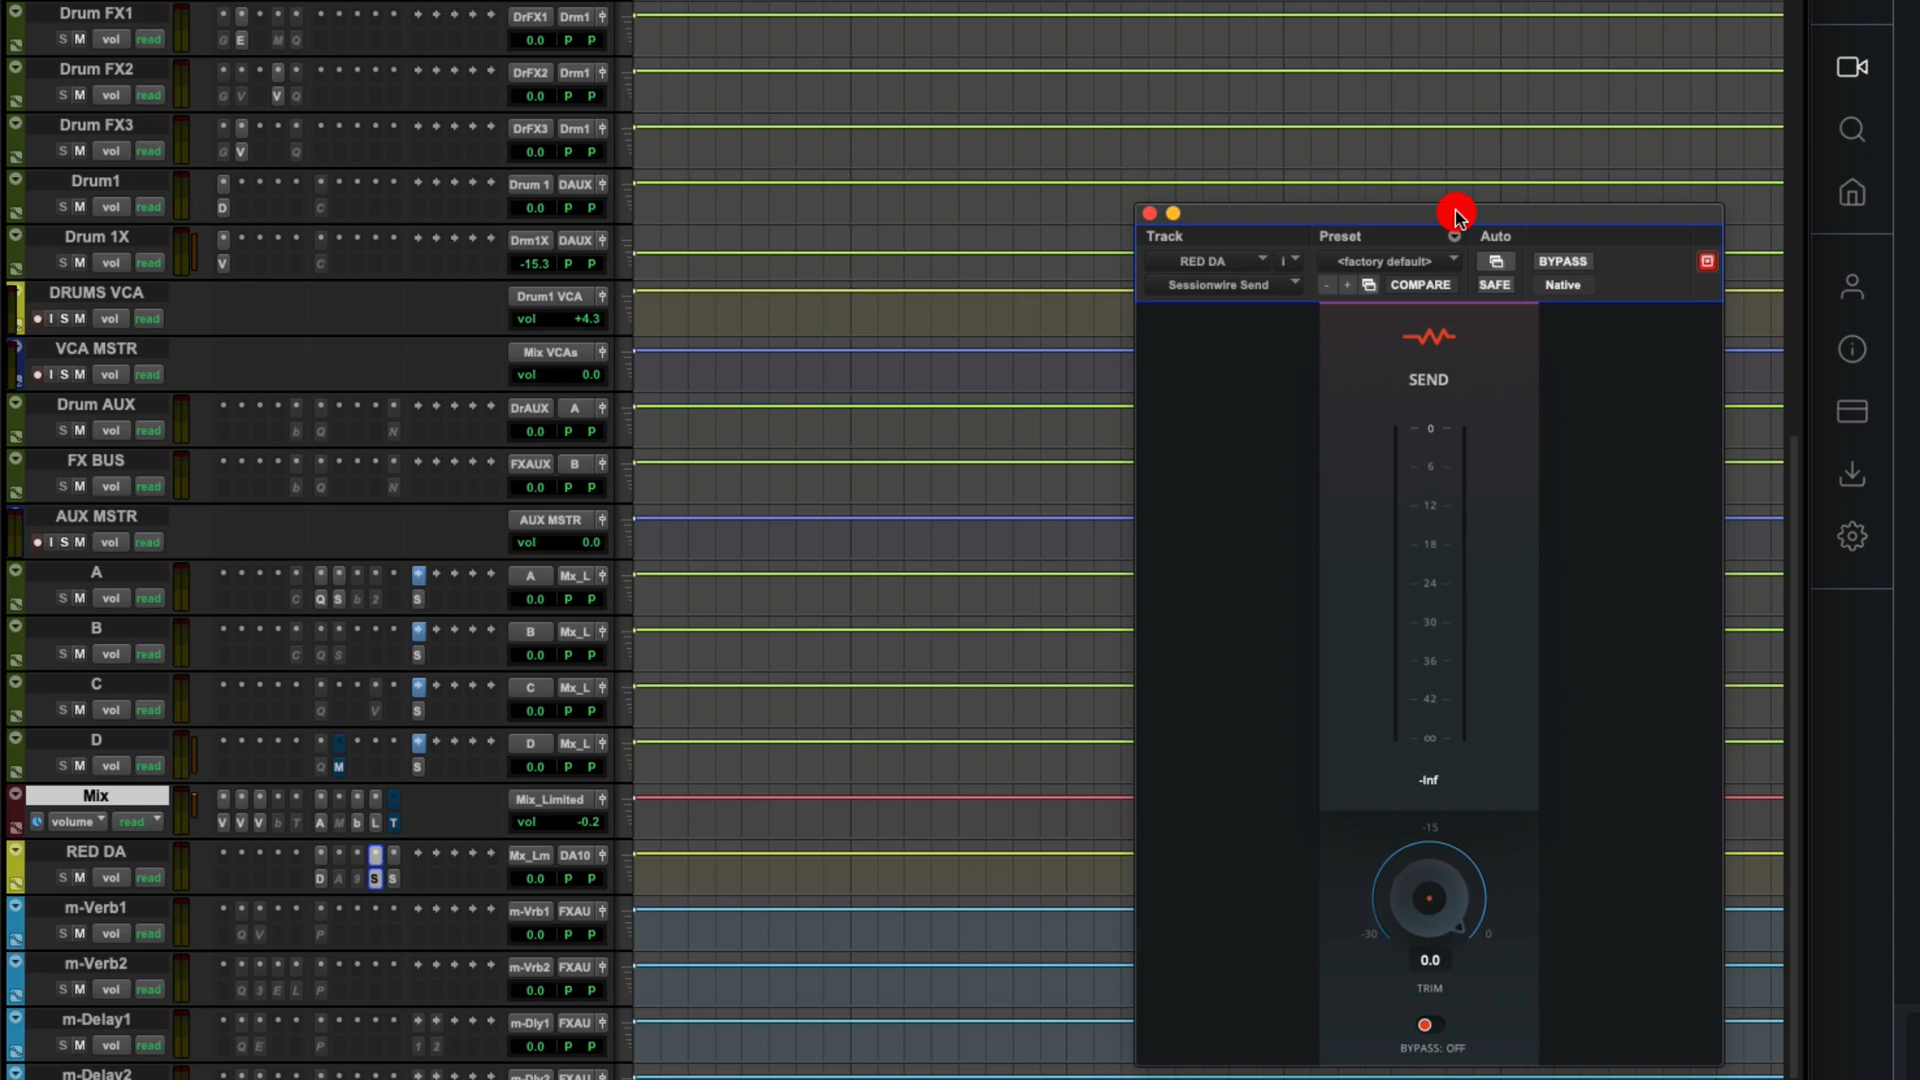 Drum FX1
S M vol read
G E M Q
DrFX1 Drm1
0.0 P P
Drum FX2
S M vol read
G V V Q
DrFX2 Drm1
0.0 P P
Drum FX3
S M vol read
G V Q
DrFX3 Drm1
0.0 P P
Drum1
S M vol read
D C
Drum 1 DAUX
0.0 P P
Drum 1X
S M vol read
V C
Drm1X DAUX
-15.3 P P
DRUMS VCA
I S M vol read
Drum1 VCA
vol +4.3
VCA MSTR
I S M vol read
Mix VCAs
vol 0.0
Drum AUX
S M vol read
b Q N
DrAUX A
0.0 P P
FX BUS
S M vol read
b Q N
FXAUX B
0.0 P P
AUX MSTR
I S M vol read
AUX MSTR
vol 0.0
A
S M vol read
C Q S b 2 S
A Mx_L
0.0 P P
B
S M vol read
C Q S S
B Mx_L
0.0 P P
C
S M vol read
Q V S
C Mx_L
0.0 P P
D
S M vol read
Q M S
D Mx_L
0.0 P P
Mix
volume read
V V V b T A M b L T
Mix_Limited
vol -0.2
RED DA
S M vol read
D A 9 S S
Mx_Lm DA10
0.0 P P
m-Verb1
S M vol read
Q V P
m-Vrb1 FXAU
0.0 P P
m-Verb2
S M vol read
Q 3 E L P
m-Vrb2 FXAU
0.0 P P
m-Delay1
S M vol read
Q E P 1 2
m-Dly1 FXAU
0.0 P P
m-Delay2
m-Dly2 FXAU
Track Preset Auto
RED DA i <factory default> BYPASS
Sessionwire Send - + COMPARE SAFE Native
SEND
0
6
12
18
24
30
36
42
∞
-Inf
-15
-30 0
0.0
TRIM
BYPASS: OFF